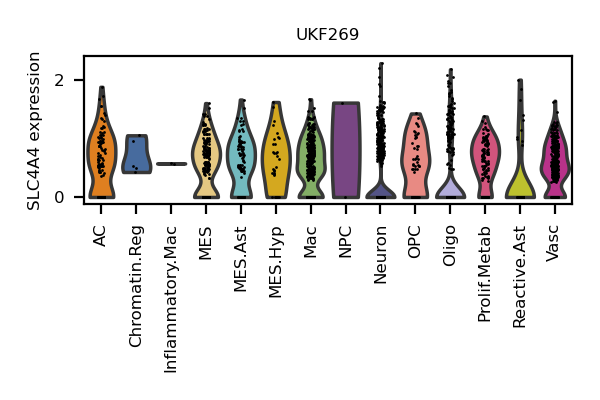 UKF269
SLC4A4 expression
2
0
AC
Chromatin.Reg
Inflammatory.Mac
MES
MES.Ast
MES.Hyp
Mac
NPC
Neuron
OPC
Oligo
Prolif.Metab
Reactive.Ast
Vasc